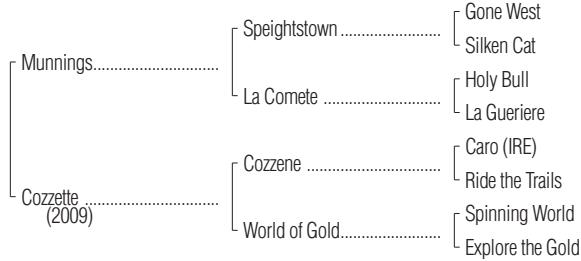 Gone West
Speightstown
Silken Cat
Munnings
Holy Bull
La Comete
La Gueriere
Caro (IRE)
Cozzene
Ride the Trails
Cozzette
(2009)
Spinning World
World of Gold
Explore the Gold